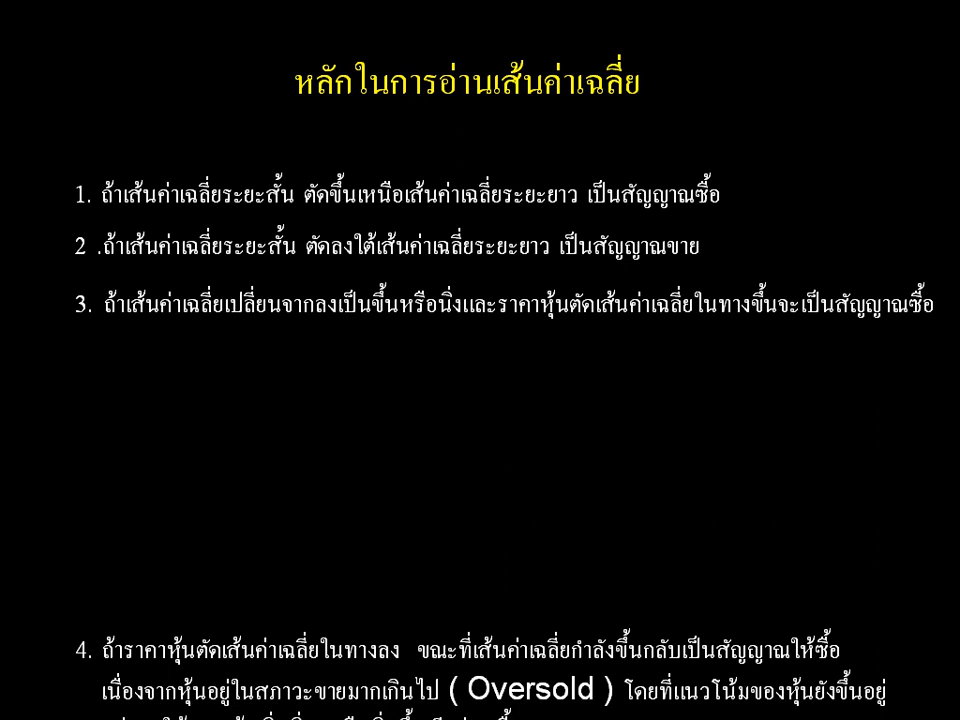 หลักในการอ่านเส้นค่าเฉลี่ย
1. ถ้าเส้นค่าเฉลี่ยระยะสั้น ตัดขึ้นเหนือเส้นค่าเฉลี่ยระยะยาว เป็นสัญญาณซื้อ
2 .ถ้าเส้นค่าเฉลี่ยระยะสั้น ตัดลงใต้เส้นค่าเฉลี่ยระยะยาว เป็นสัญญาณขาย
3. ถ้าเส้นค่าเฉลี่ยเปลี่ยนจากลงเป็นขึ้นหรือนิ่งและราคาหุ้นตัดเส้นค่าเฉลี่ยในทางขึ้นจะเป็นสัญญาณซื้อ
4. ถ้าราคาหุ้นตัดเส้นค่าเฉลี่ยในทางลง ขณะที่เส้นค่าเฉลี่ยกำลังขึ้นกลับเป็นสัญญาณให้ซื้อ
เนื่องจากหุ้นอยู่ในสภาวะขายมากเกินไป ( Oversold ) โดยที่แนวโน้มของหุ้นยังขึ้นอยู่